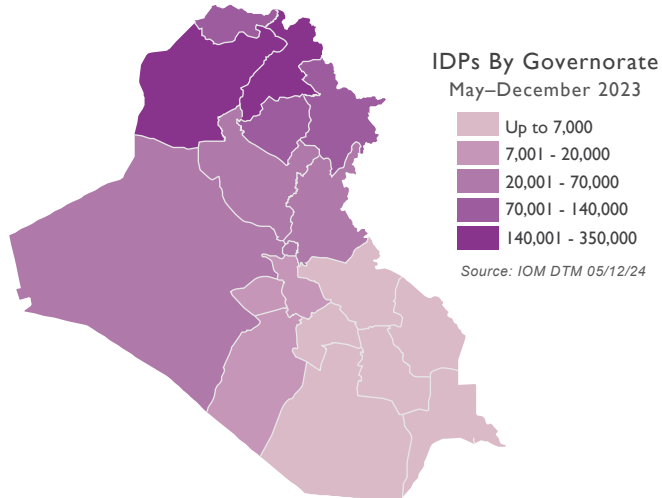 IDPs By Governorate
May–December 2023
Up to 7,000
7,001 - 20,000
20,001 - 70,000
70,001 - 140,000
140,001 - 350,000
Source: IOM DTM 05/12/24